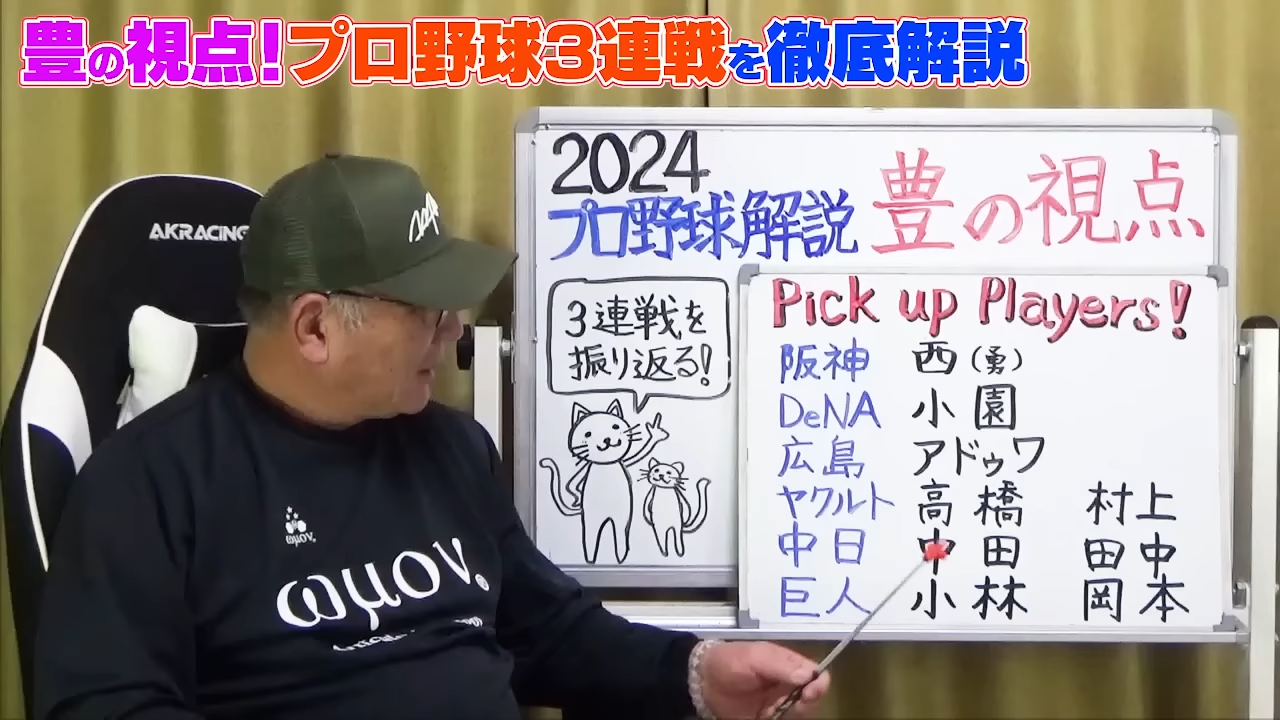 豊の視点!プロ野球3連戦を徹底解説
AKRACING
2024
プロ野球解説 豊の視点
3連戦を
振り返る!
Pick up Players!
阪神 西(勇)
DeNA 小園
広島 アドゥワ
ヤクルト 高橋 村上
中日 中田 田中
巨人 小林 岡本
ωμον.
ωμον.®